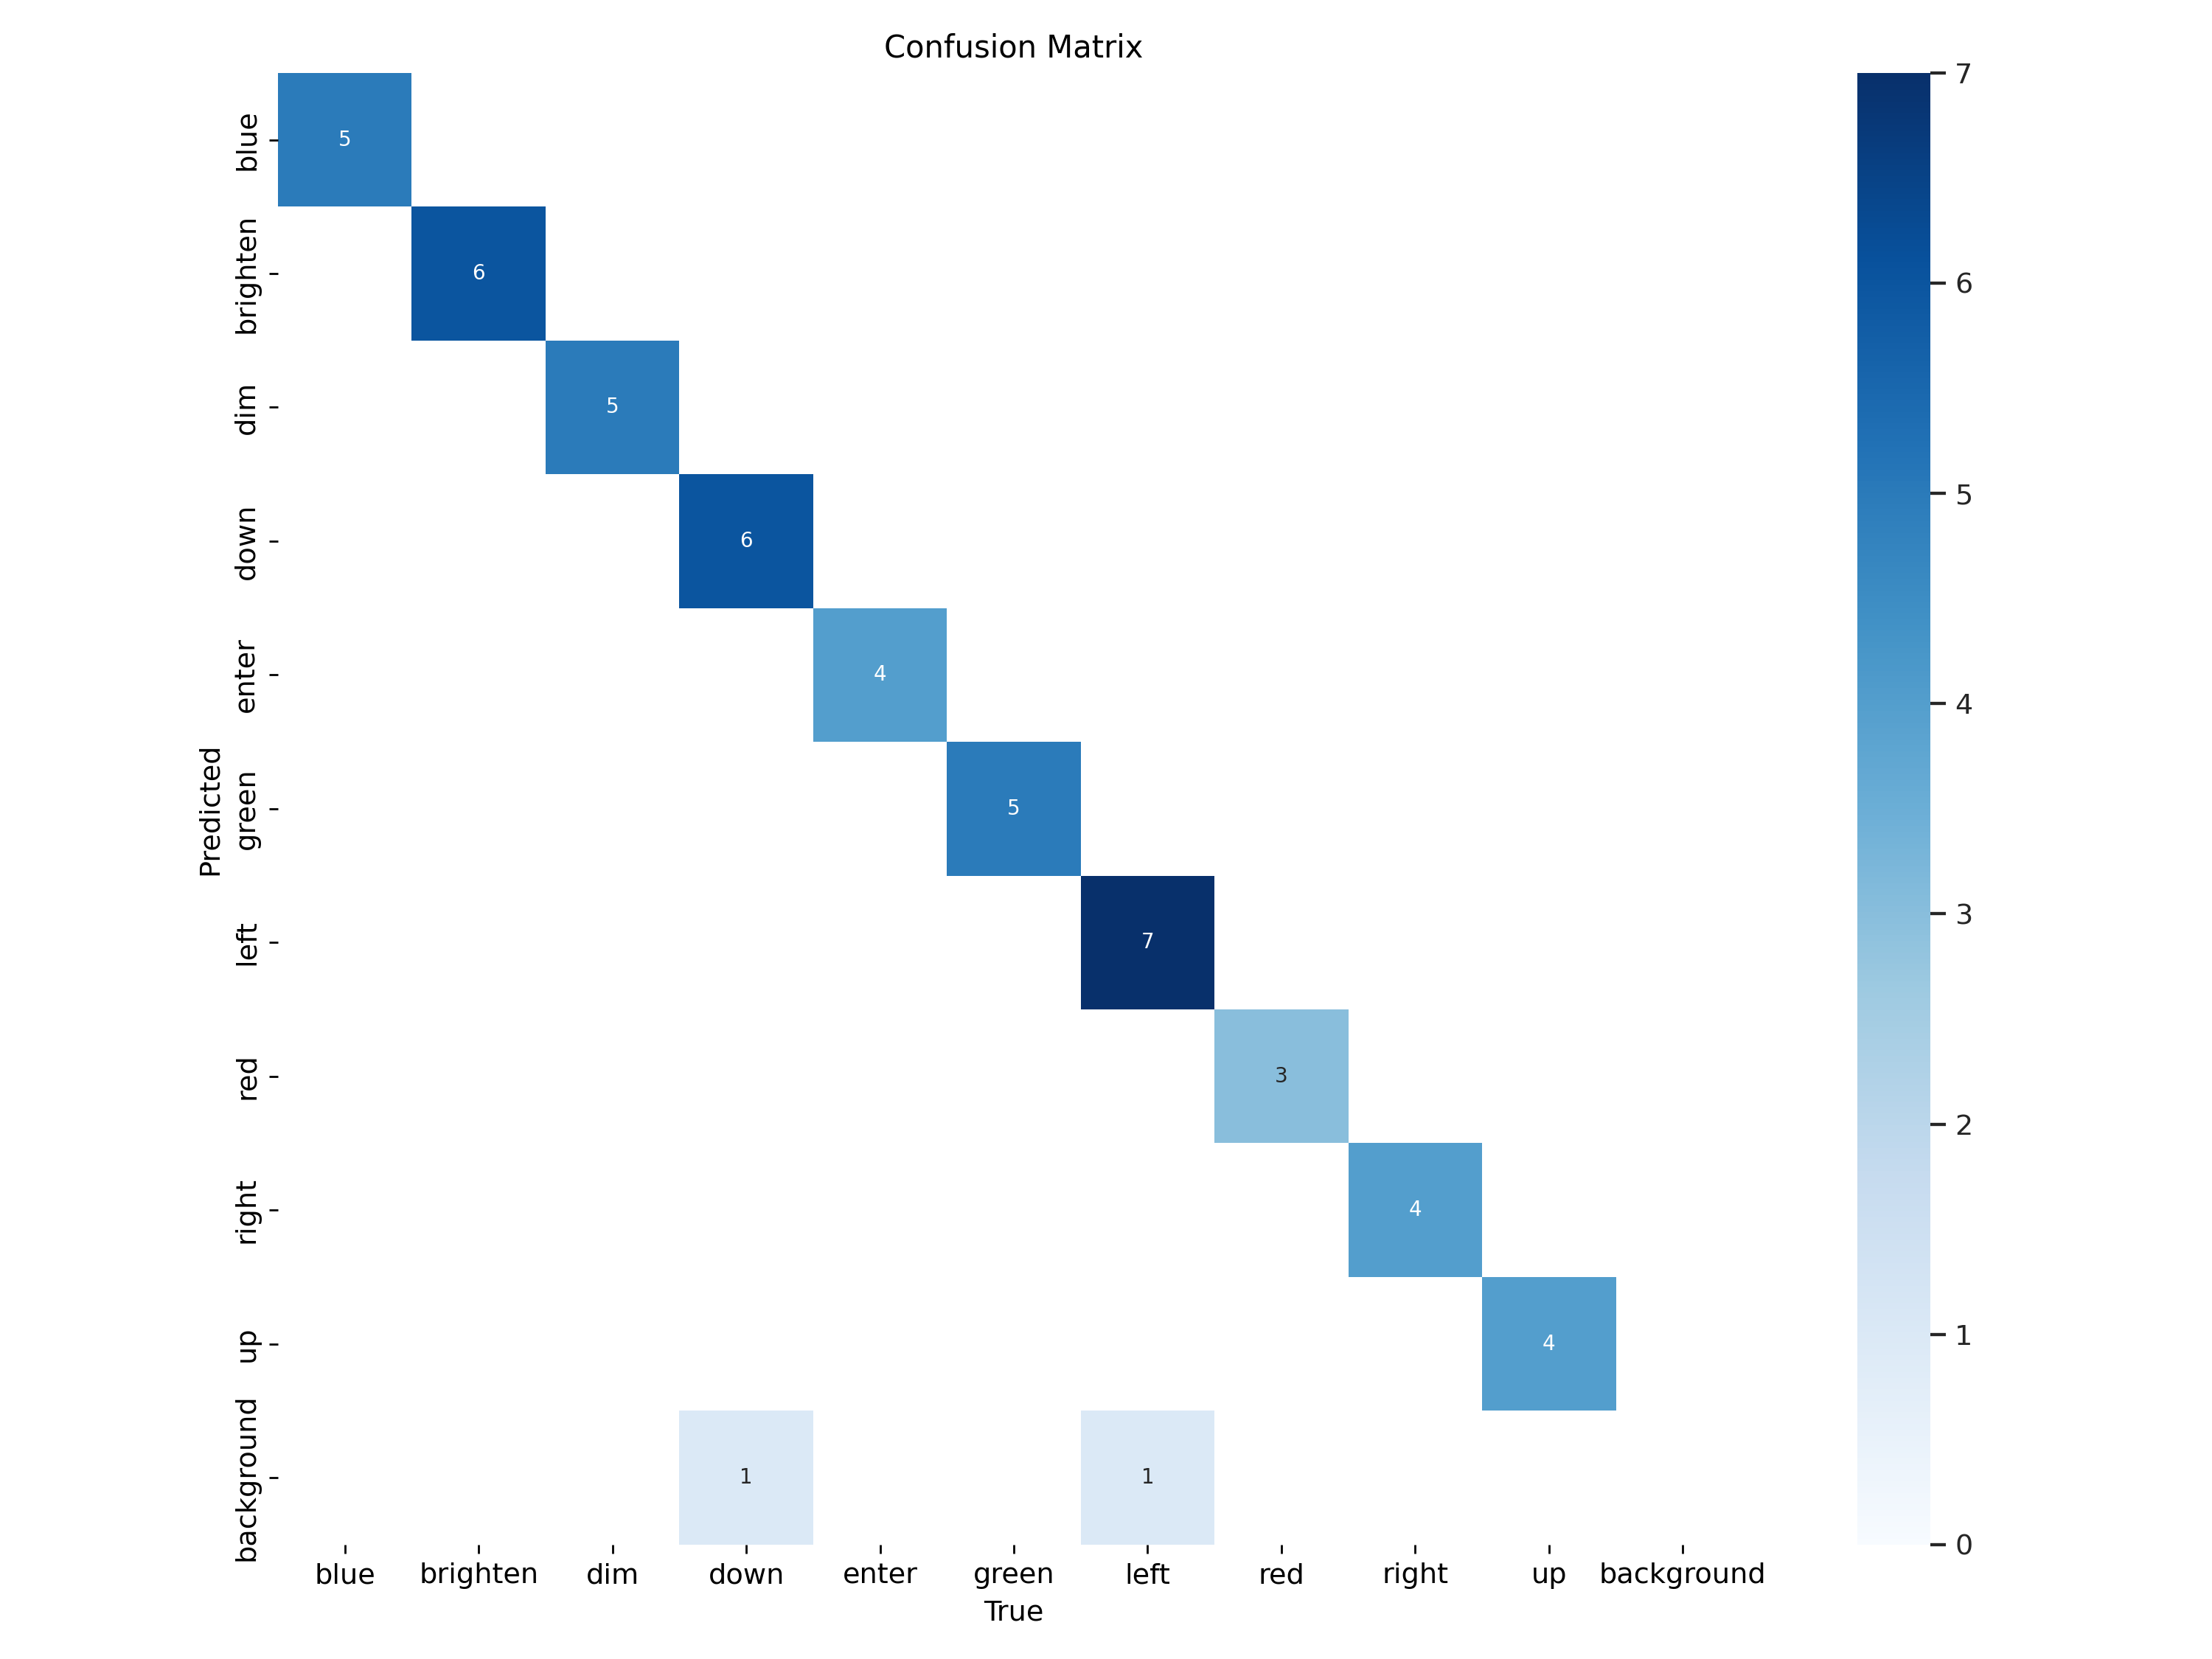 Confusion Matrix
7
blue
5
brighten
6
6
dim
5
5
down
6
4
enter
4
Predicted
green
5
left
7
3
red
3
2
right
4
up
4
1
background
1
1
0
blue brighten dim down enter green left red right up background
True